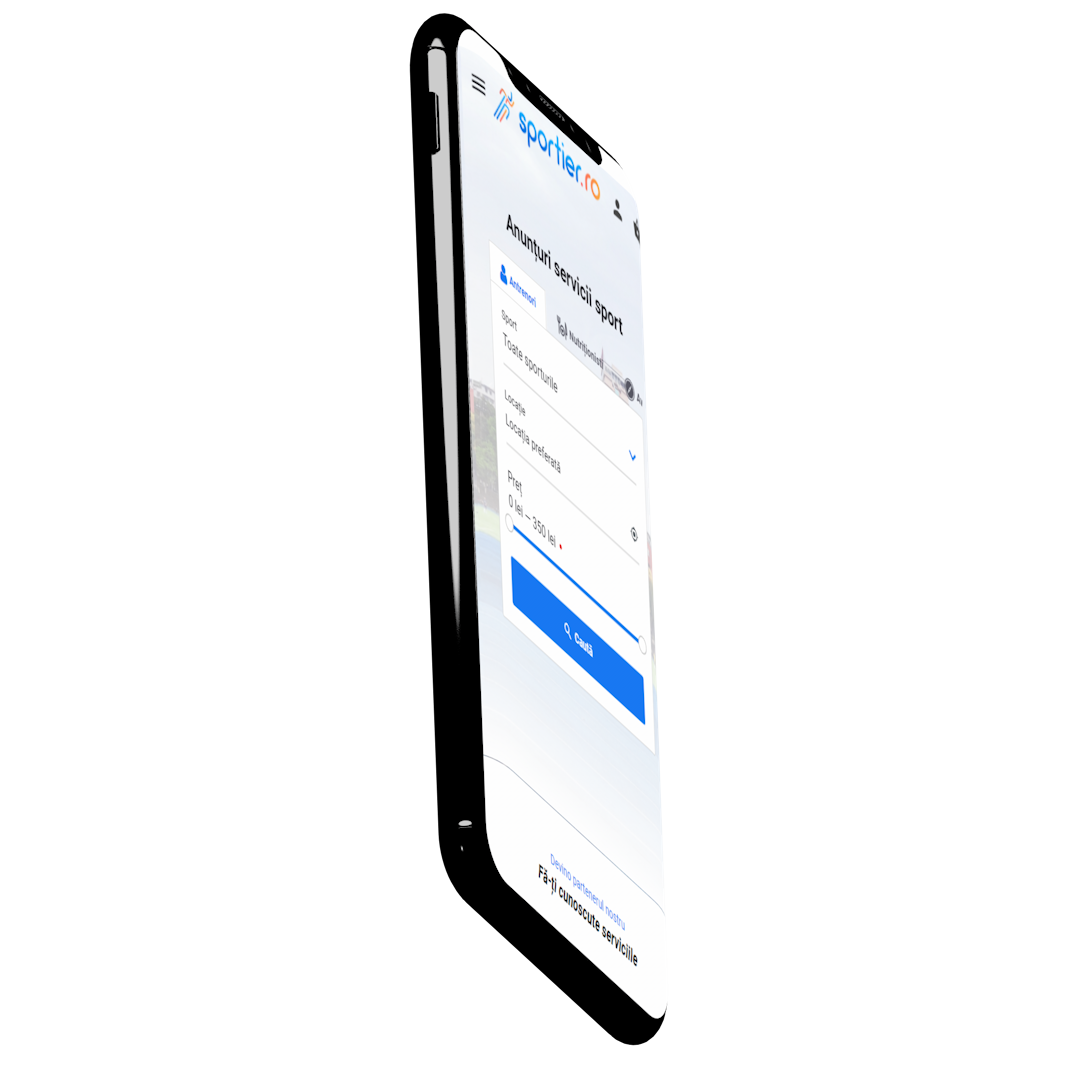 sportier.ro
Anunțuri servicii sport
Antrenori
Nutriționiști
Sport
Toate sporturile
Locație
Locația preferată
Preț
0 lei – 350 lei
Caută
Devino partenerul nostru
Fă-ți cunoscute serviciile